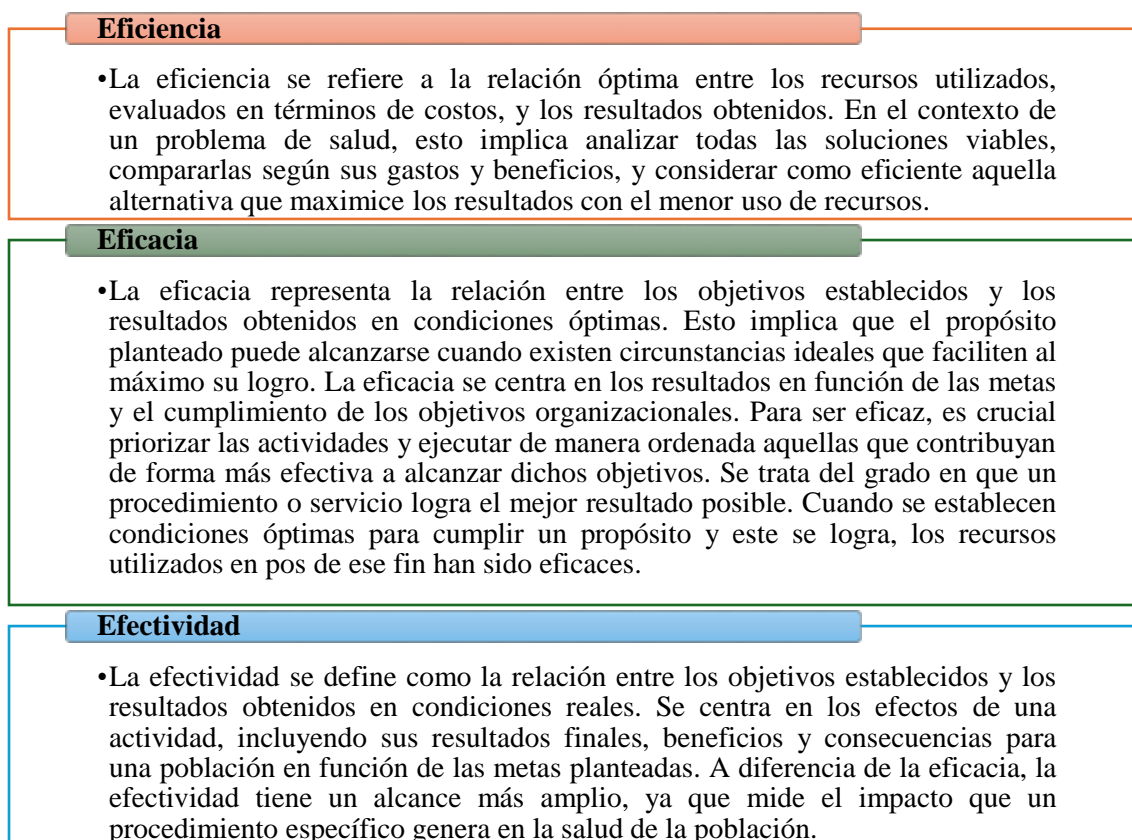 Eficiencia
•La eficiencia se refiere a la relación óptima entre los recursos utilizados,
evaluados en términos de costos, y los resultados obtenidos. En el contexto de
un problema de salud, esto implica analizar todas las soluciones viables,
compararlas según sus gastos y beneficios, y considerar como eficiente aquella
alternativa que maximice los resultados con el menor uso de recursos.
Eficacia
•La eficacia representa la relación entre los objetivos establecidos y los
resultados obtenidos en condiciones óptimas. Esto implica que el propósito
planteado puede alcanzarse cuando existen circunstancias ideales que faciliten al
máximo su logro. La eficacia se centra en los resultados en función de las metas
y el cumplimiento de los objetivos organizacionales. Para ser eficaz, es crucial
priorizar las actividades y ejecutar de manera ordenada aquellas que contribuyan
de forma más efectiva a alcanzar dichos objetivos. Se trata del grado en que un
procedimiento o servicio logra el mejor resultado posible. Cuando se establecen
condiciones óptimas para cumplir un propósito y este se logra, los recursos
utilizados en pos de ese fin han sido eficaces.
Efectividad
•La efectividad se define como la relación entre los objetivos establecidos y los
resultados obtenidos en condiciones reales. Se centra en los efectos de una
actividad, incluyendo sus resultados finales, beneficios y consecuencias para
una población en función de las metas planteadas. A diferencia de la eficacia, la
efectividad tiene un alcance más amplio, ya que mide el impacto que un
procedimiento específico genera en la salud de la población.